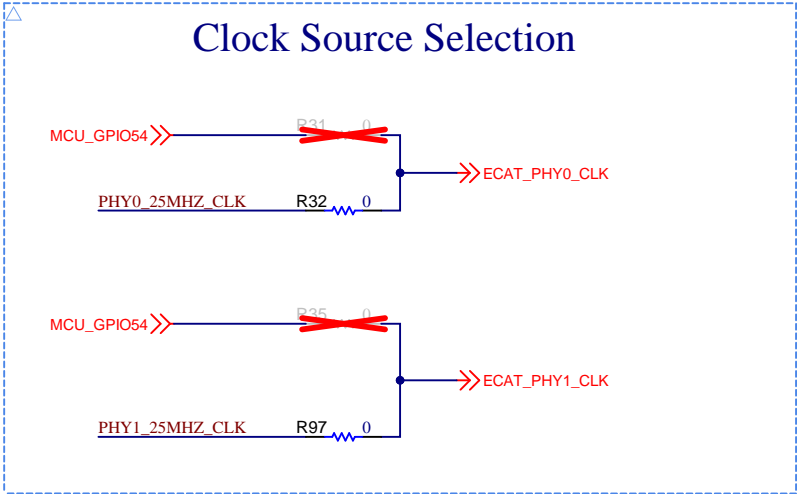 Clock Source Selection
MCU_GPIO54 R31 0
ECAT_PHY0_CLK
PHY0_25MHZ_CLK R32 0
MCU_GPIO54 R35 0
ECAT_PHY1_CLK
PHY1_25MHZ_CLK R97 0